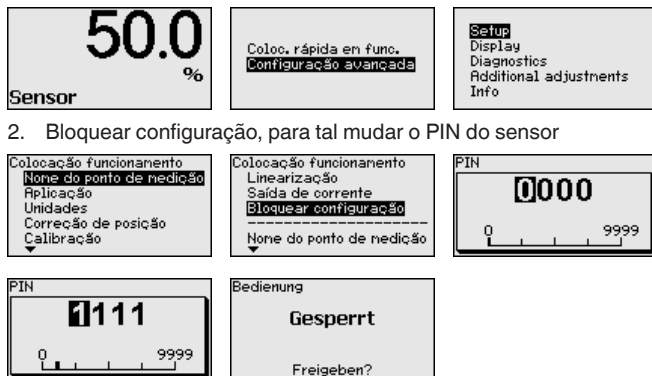 50.0
%
Sensor
Coloc. rápida en func.
Configuração avançada
Setup
Display
Diagnostics
Additional adjustments
Info
2. Bloquear configuração, para tal mudar o PIN do sensor
Colocação funcionamento
Nome do ponto de medição
Aplicação
Unidades
Correção de posição
Calibração
Colocação funcionamento
Linearização
Saída de corrente
Bloquear configuração
Nome do ponto de medição
PIN
0000
0 9999
PIN
1111
0 9999
Bedienung
Gesperrt
Freigeben?